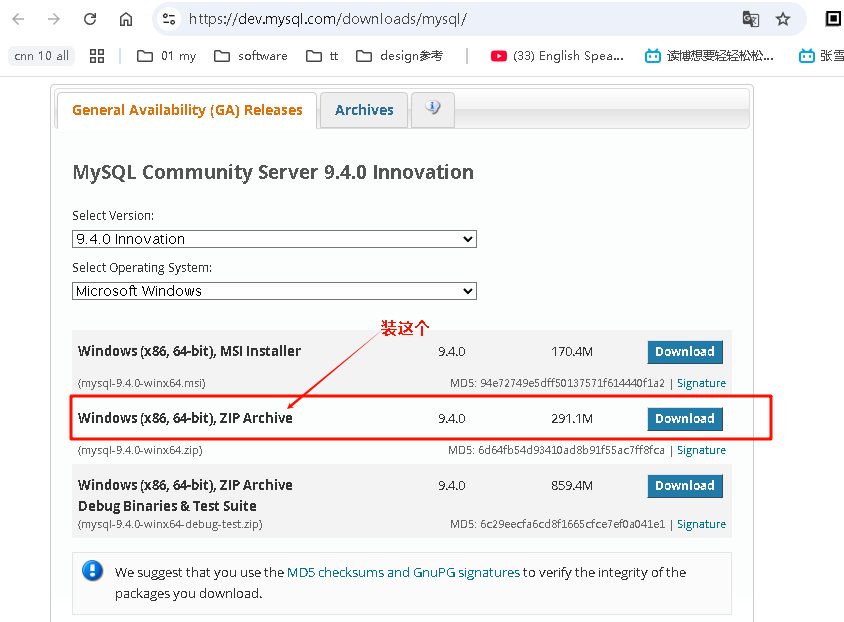 https://dev.mysql.com/downloads/mysql/
cnn 10 all
01 my
software
tt
design参考
(33) English Spea...
读博想要轻轻松松...
张雪
General Availability (GA) Releases
Archives
MySQL Community Server 9.4.0 Innovation
Select Version:
9.4.0 Innovation
Select Operating System:
Microsoft Windows
装这个
Windows (x86, 64-bit), MSI Installer 9.4.0 170.4M Download
(mysql-9.4.0-winx64.msi) MD5: 94e72749e5dff50137571f614440f1a2 | Signature
Windows (x86, 64-bit), ZIP Archive 9.4.0 291.1M Download
(mysql-9.4.0-winx64.zip) MD5: 6d64fb54d93410ad8b91f55ac7ff8fca | Signature
Windows (x86, 64-bit), ZIP Archive 9.4.0 859.4M Download
Debug Binaries & Test Suite
(mysql-9.4.0-winx64-debug-test.zip) MD5: 6c29eecfa6cd8f1665cfce7ef0a041e1 | Signature
We suggest that you use the MD5 checksums and GnuPG signatures to verify the integrity of the
packages you download.